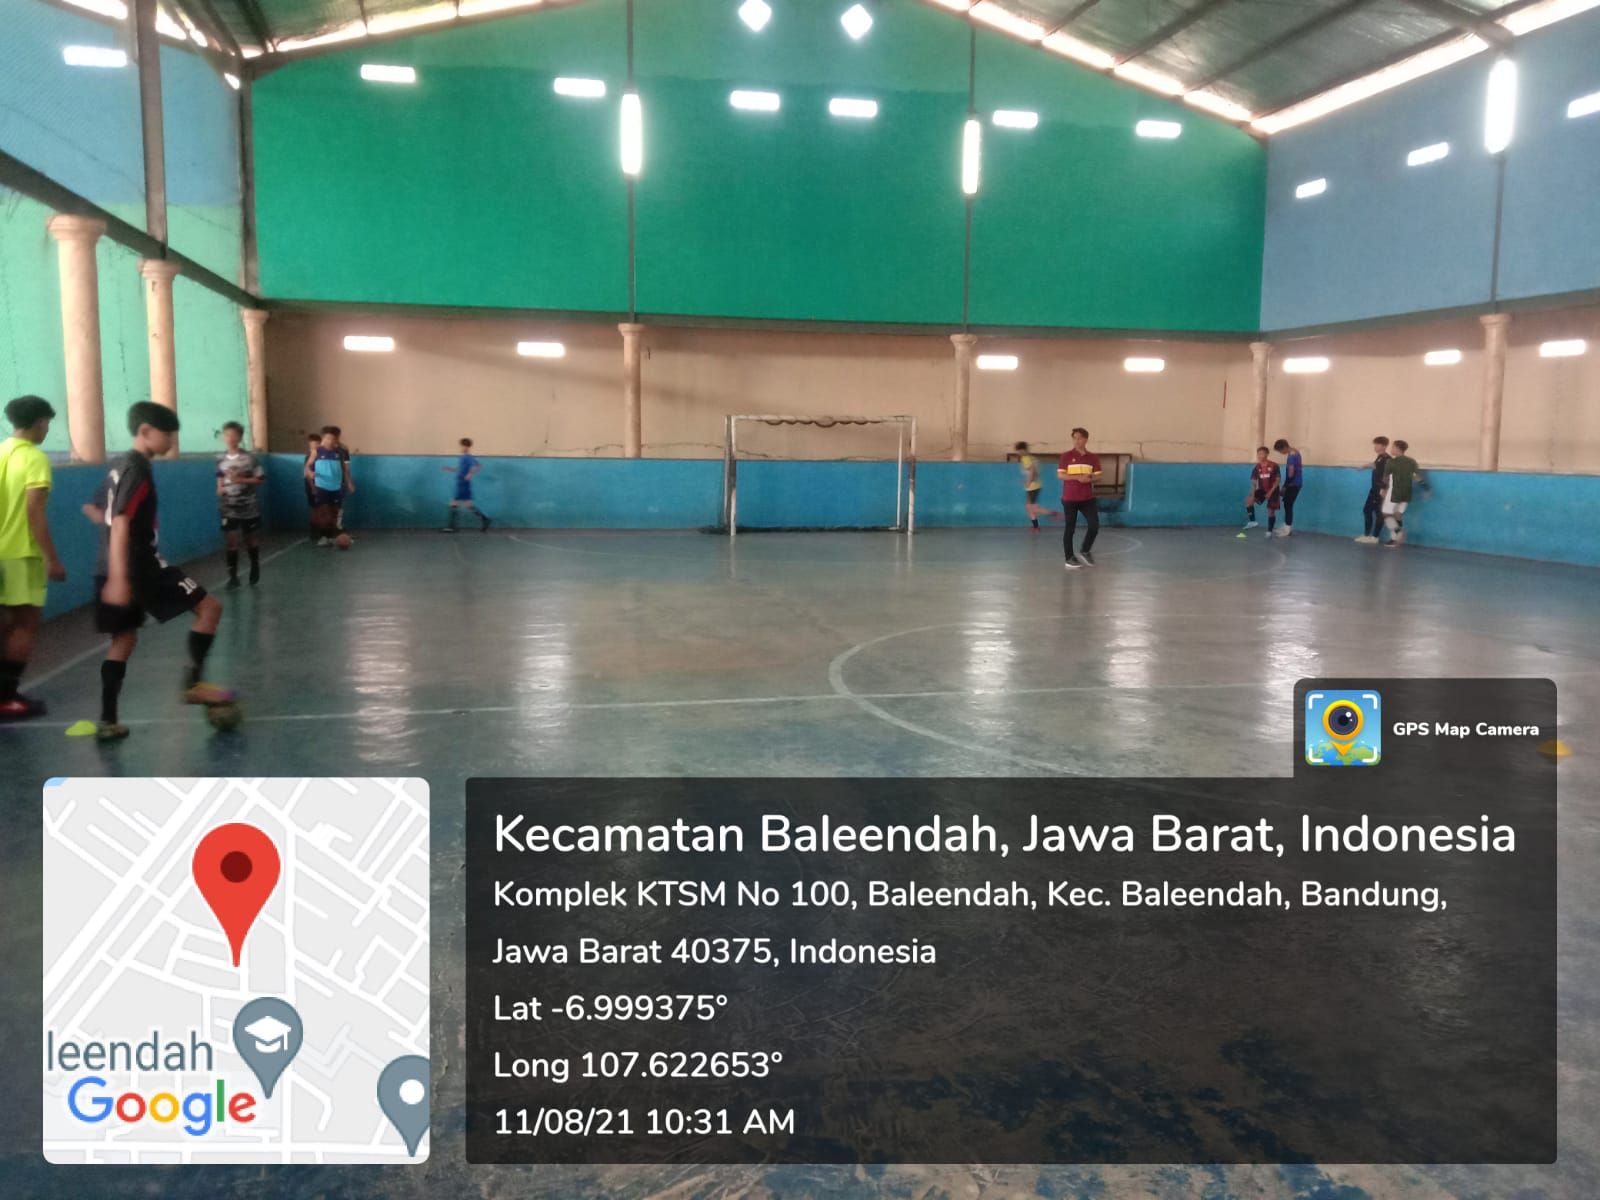 10
GPS Map Camera
Kecamatan Baleendah, Jawa Barat, Indonesia
Komplek KTSM No 100, Baleendah, Kec. Baleendah, Bandung,
Jawa Barat 40375, Indonesia
Lat -6.999375°
Long 107.622653°
11/08/21 10:31 AM
leendah
Google